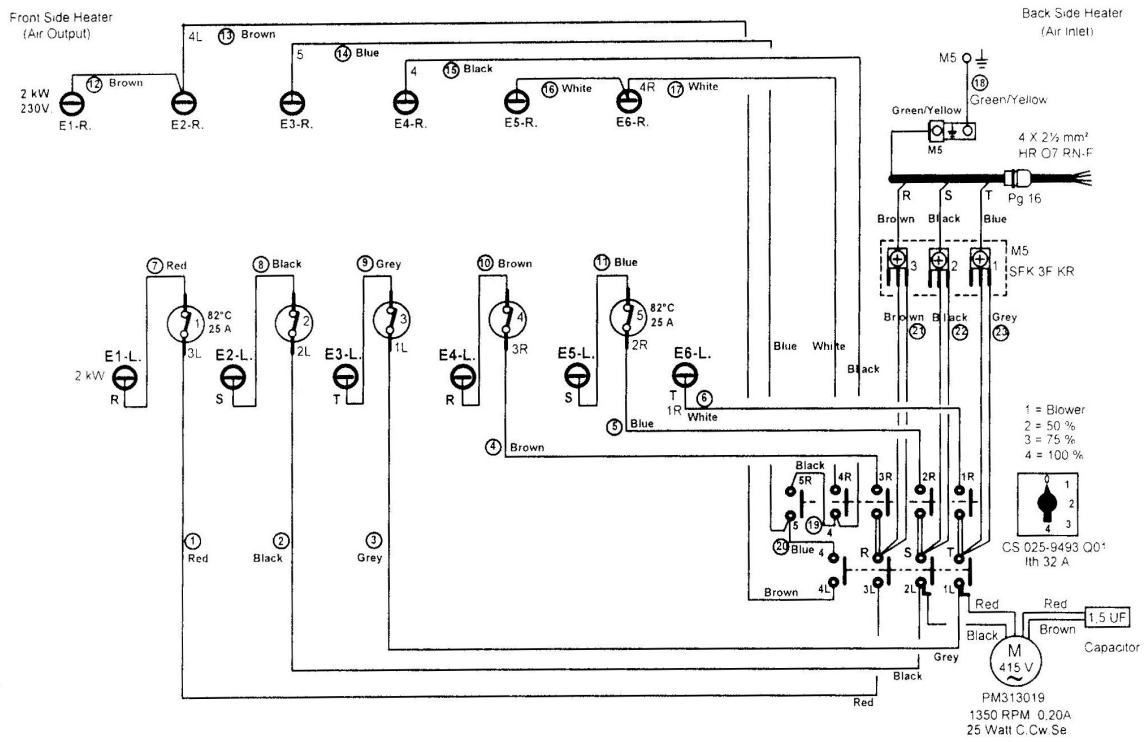 Front Side Heater
(Air Output)
Back Side Heater
(Air Inlet)
4L 13 Brown
5 14 Blue
4 15 Black
12 Brown
16 White
4R 17 White
2 kW
230V.
E1-R.
E2-R.
E3-R.
E4-R.
E5-R.
E6-R.
M5
18
Green/Yellow
Green/Yellow
M5
4 X 2½ mm²
HR O7 RN-F
Pg 16
R S T
Brown Black Blue
M5
SFK 3F KR
3 2 1
Brown Black Grey
21 22 23
7 Red
8 Black
9 Grey
10 Brown
11 Blue
1
82°C
25 A
2
3
4
5
82°C
25 A
3L
2L
1L
3R
2R
E1-L.
2 kW
R
E2-L.
S
E3-L.
T
E4-L.
R
E5-L.
S
E6-L.
T
1R
6
White
Blue White Black
5 Blue
4 Brown
1 = Blower
2 = 50 %
3 = 75 %
4 = 100 %
0
1
2
3
4
CS 025-9493 Q01
Ith 32 A
Black
5R 4R 3R 2R 1R
5 19 4
20 Blue 4
R S T
Brown 4L 3L 2L 1L
1
Red
2
Black
3
Grey
Red
Black
Red
Brown
1,5 UF
Capacitor
M
415 V
~
PM313019
1350 RPM 0,20A
25 Watt C.Cw.Se
Grey
Black
Red